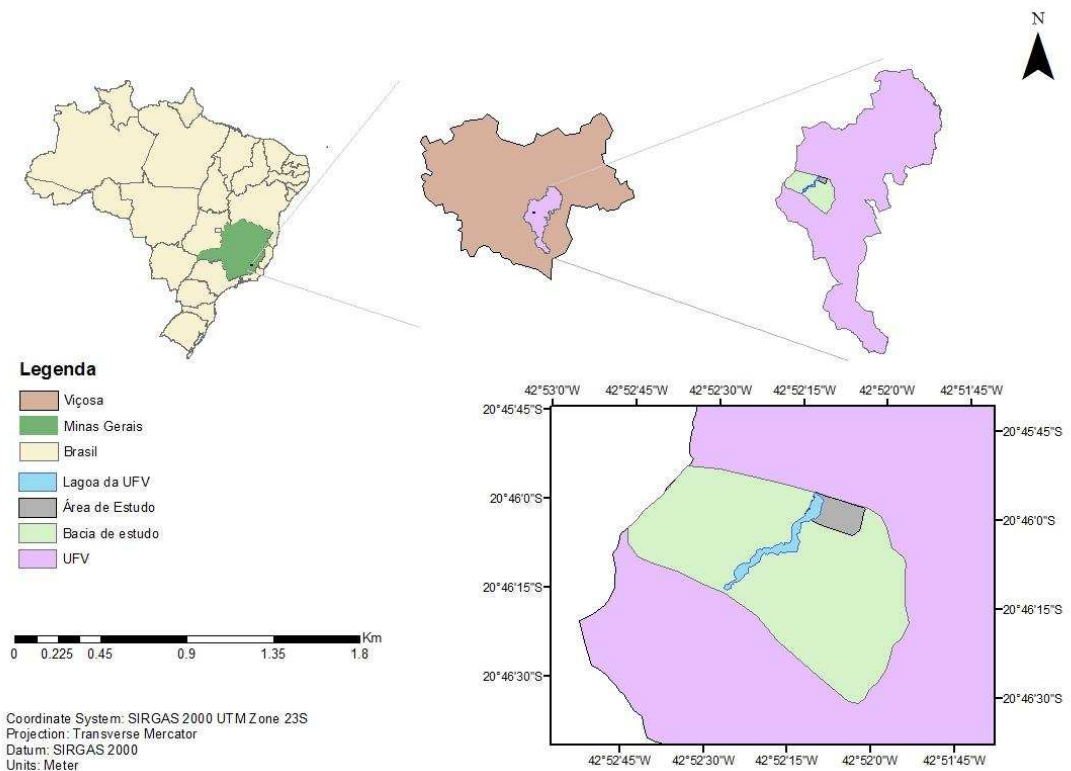 N
Legenda
Viçosa
Minas Gerais
Brasil
Lagoa da UFV
Área de Estudo
Bacia de estudo
UFV
Km
0 0.225 0.45 0.9 1.35 1.8
Coordinate System: SIRGAS 2000 UTM Zone 23S
Projection: Transverse Mercator
Datum: SIRGAS 2000
Units: Meter
42°53'0"W 42°52'45"W 42°52'30"W 42°52'15"W 42°52'0"W 42°51'45"W
20°45'45"S
20°45'45"S
20°46'0"S
20°46'0"S
20°46'15"S
20°46'15"S
20°46'30"S
20°46'30"S
42°52'45"W 42°52'30"W 42°52'15"W 42°52'0"W 42°51'45"W